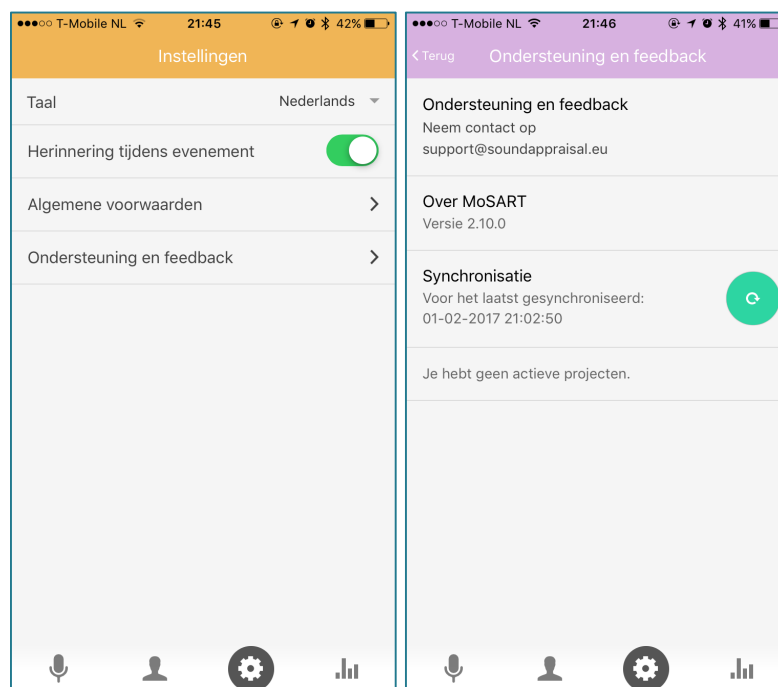 T-Mobile NL 21:45 42%
Instellingen
Taal Nederlands
Herinnering tijdens evenement
Algemene voorwaarden
Ondersteuning en feedback
T-Mobile NL 21:46 41%
Terug Ondersteuning en feedback
Ondersteuning en feedback
Neem contact op
support@soundappraisal.eu
Over MoSART
Versie 2.10.0
Synchronisatie
Voor het laatst gesynchroniseerd:
01-02-2017 21:02:50
Je hebt geen actieve projecten.